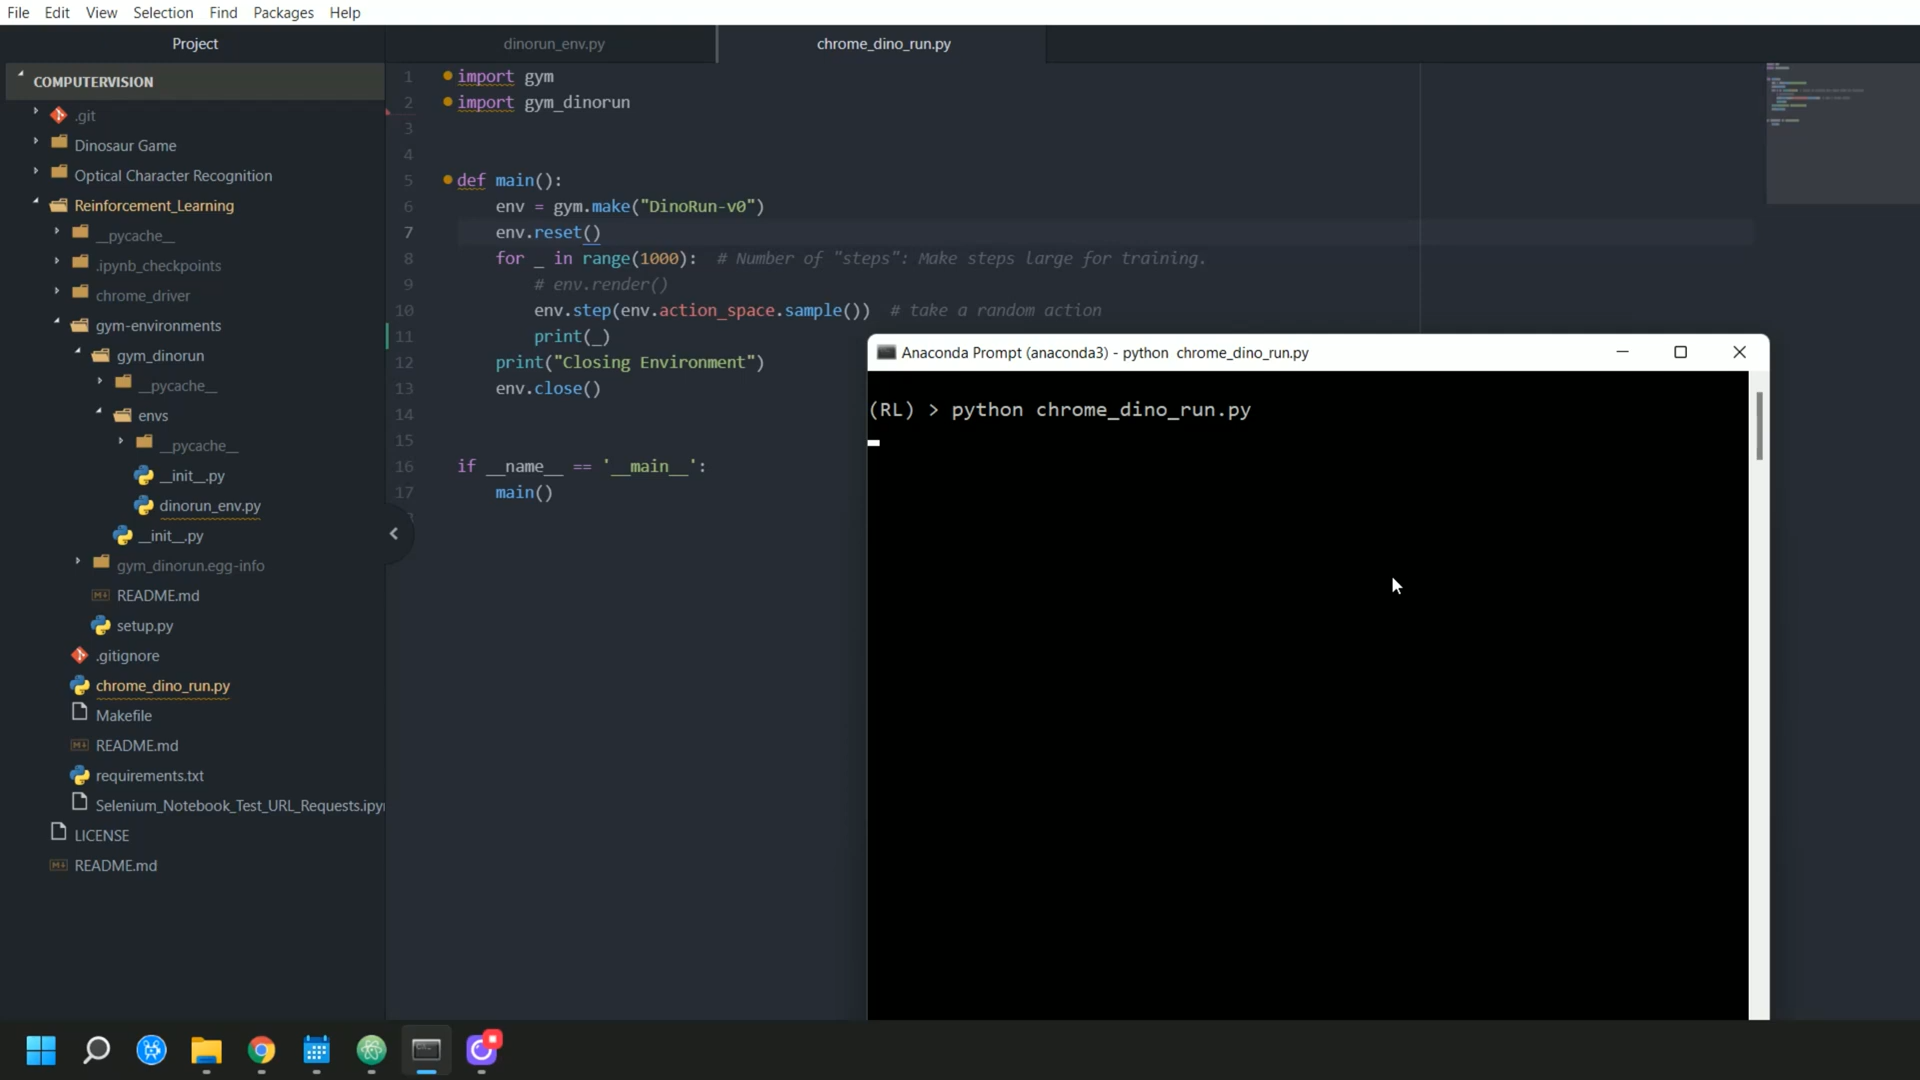 File Edit View Selection Find Packages Help
Project
COMPUTERVISION
.git
Dinosaur Game
Optical Character Recognition
Reinforcement_Learning
__pycache__
.ipynb_checkpoints
chrome_driver
gym-environments
gym_dinorun
__pycache__
envs
__pycache__
__init__.py
dinorun_env.py
__init__.py
gym_dinorun.egg-info
README.md
setup.py
.gitignore
chrome_dino_run.py
Makefile
README.md
requirements.txt
Selenium_Notebook_Test_URL_Requests.ipy
LICENSE
README.md
dinorun_env.py chrome_dino_run.py
1 import gym
2 import gym_dinorun
3
4
5 def main():
6 env = gym.make("DinoRun-v0")
7 env.reset()
8 for _ in range(1000): # Number of "steps": Make steps large for training.
9 # env.render()
10 env.step(env.action_space.sample()) # take a random action
11 print(_)
12 print("Closing Environment")
13 env.close()
14
15
16 if __name__ == '__main__':
17 main()
Anaconda Prompt (anaconda3) - python chrome_dino_run.py
(RL) > python chrome_dino_run.py